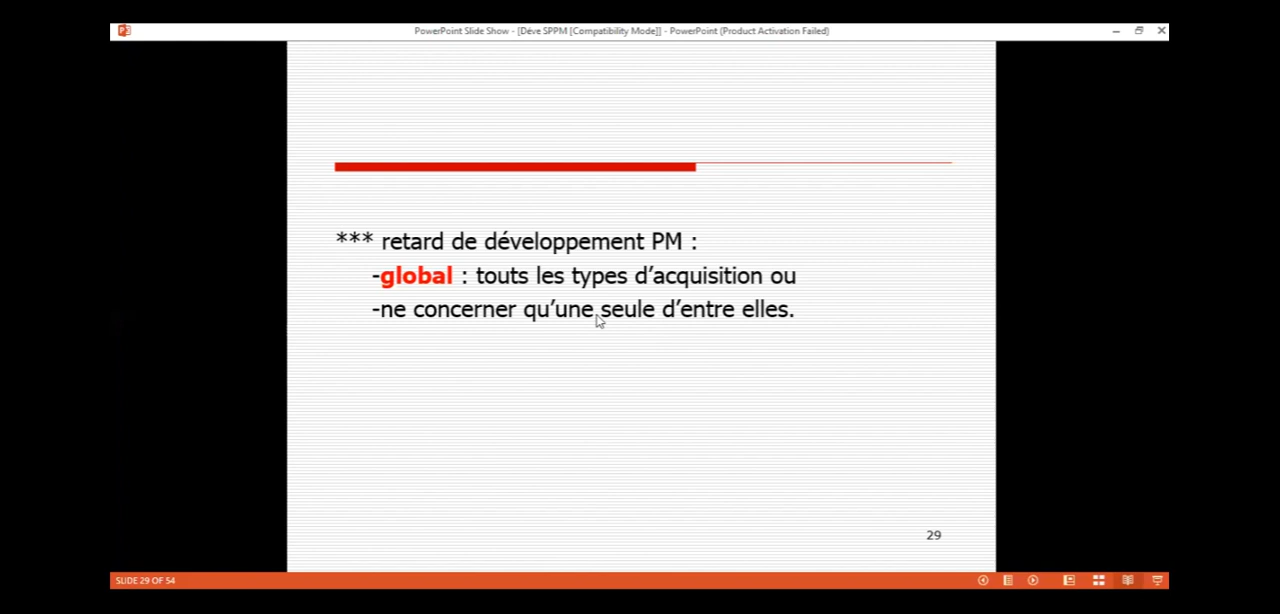 PowerPoint Slide Show - [Déve SPPM [Compatibility Mode]] - PowerPoint (Product Activation Failed)
*** retard de développement PM :
-global : touts les types d’acquisition ou
-ne concerner qu’une seule d’entre elles.
29
SLIDE 29 OF 54